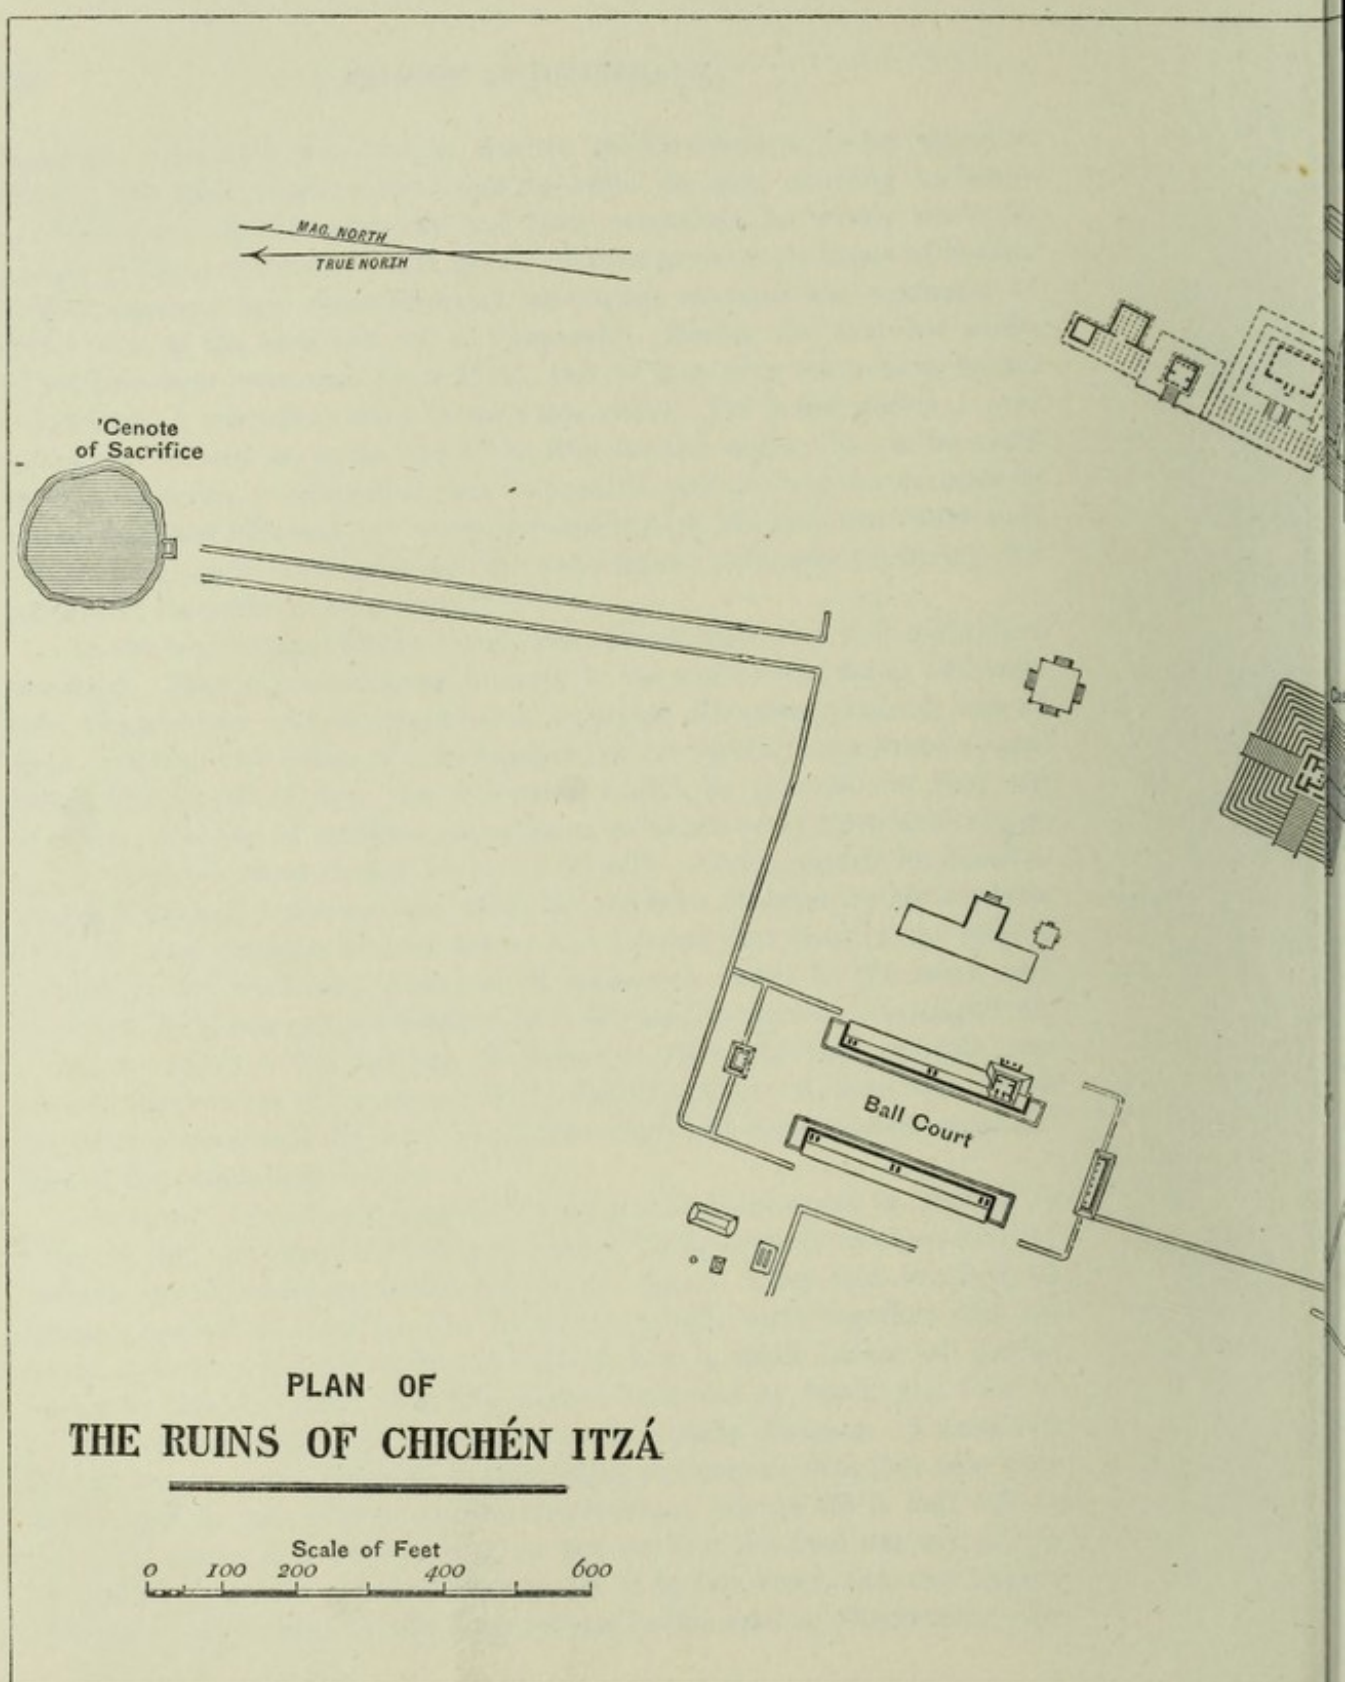 MAG. NORTH
TRUE NORTH
'Cenote
of Sacrifice
Ball Court
PLAN OF
THE RUINS OF CHICHÉN ITZÁ
Scale of Feet
0 100 200 400 600